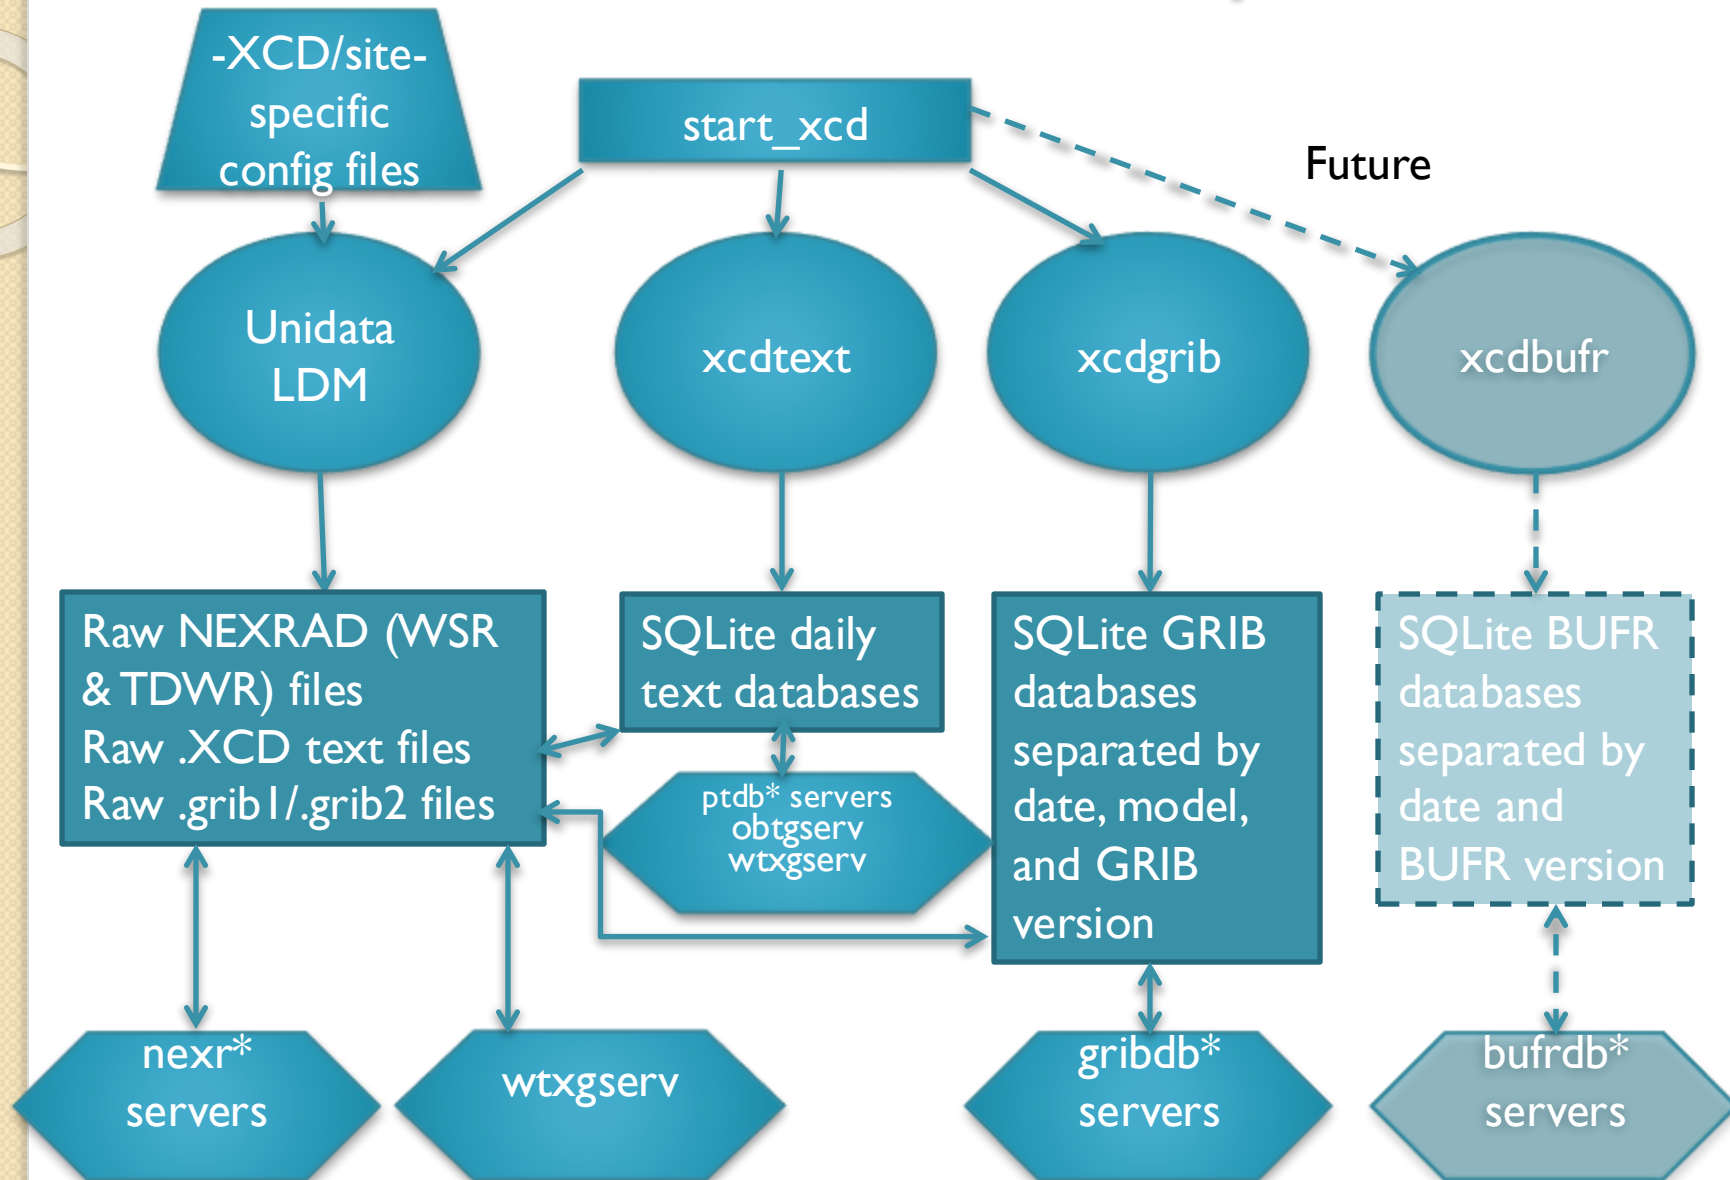 -XCD/site-
specific
config files
start_xcd
Future
Unidata
LDM
xcdtext
xcdgrib
xcdbufr
Raw NEXRAD (WSR
& TDWR) files
Raw .XCD text files
Raw .grib1/.grib2 files
SQLite daily
text databases
ptdb* servers
obtgserv
wtxgserv
SQLite GRIB
databases
separated by
date, model,
and GRIB
version
SQLite BUFR
databases
separated by
date and
BUFR version
nexr*
servers
wtxgserv
gribdb*
servers
bufrdb*
servers